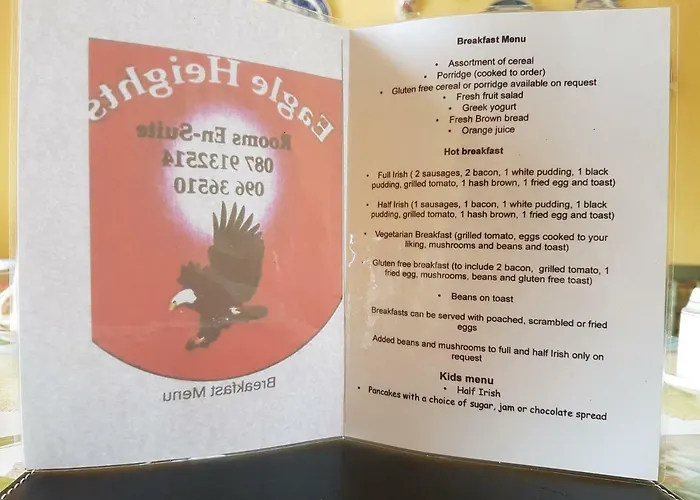 Eagle Heights
Rooms En-Suite
087 9132514
096 36510
Breakfast Menu
Breakfast Menu
• Assortment of cereal
• Porridge (cooked to order)
• Gluten free cereal or porridge available on request
• Fresh fruit salad
• Greek yogurt
• Fresh Brown bread
• Orange juice
Hot breakfast
• Full Irish ( 2 sausages, 2 bacon, 1 white pudding, 1 black
pudding, grilled tomato, 1 hash brown, 1 fried egg and toast)
• Half Irish (1 sausages, 1 bacon, 1 white pudding, 1 black
pudding, grilled tomato, 1 hash brown, 1 fried egg and toast)
• Vegetarian Breakfast (grilled tomato, eggs cooked to your
liking, mushrooms and beans and toast)
• Gluten free breakfast (to include 2 bacon, grilled tomato, 1
fried egg, mushrooms, beans and gluten free toast)
• Beans on toast
Breakfasts can be served with poached, scrambled or fried
eggs
Added beans and mushrooms to full and half Irish only on
request
Kids menu
• Half Irish
• Pancakes with a choice of sugar, jam or chocolate spread